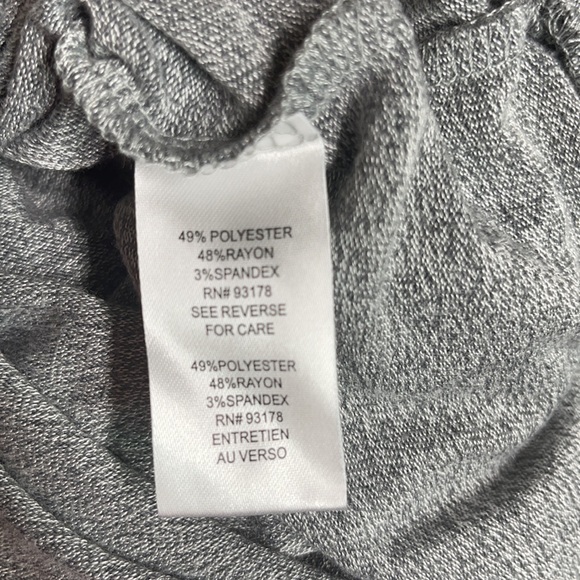 49% POLYESTER
48%RAYON
3%SPANDEX
RN# 93178
SEE REVERSE
FOR CARE
49%POLYESTER
48%RAYON
3%SPANDEX
RN# 93178
ENTRETIEN
AU VERSO